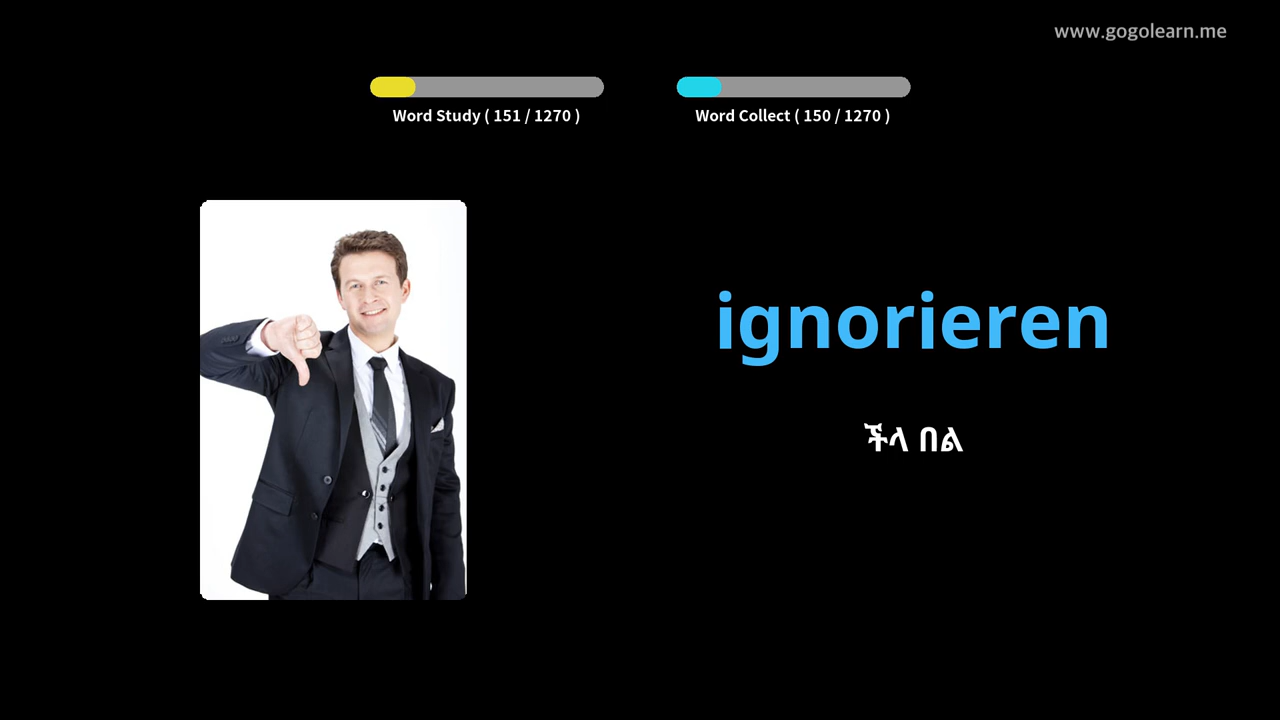 www.gogolearn.me
Word Study ( 151 / 1270 )
Word Collect ( 150 / 1270 )
ignorieren
ችላ በል